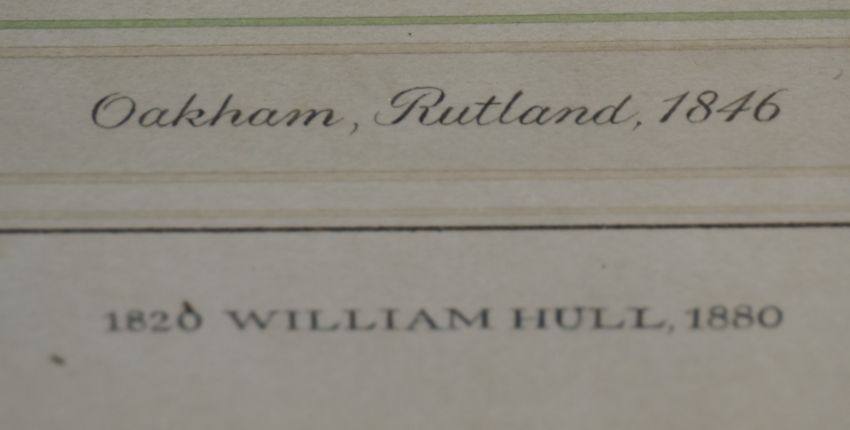 Oakham, Rutland, 1846
1820 WILLIAM HULL, 1880